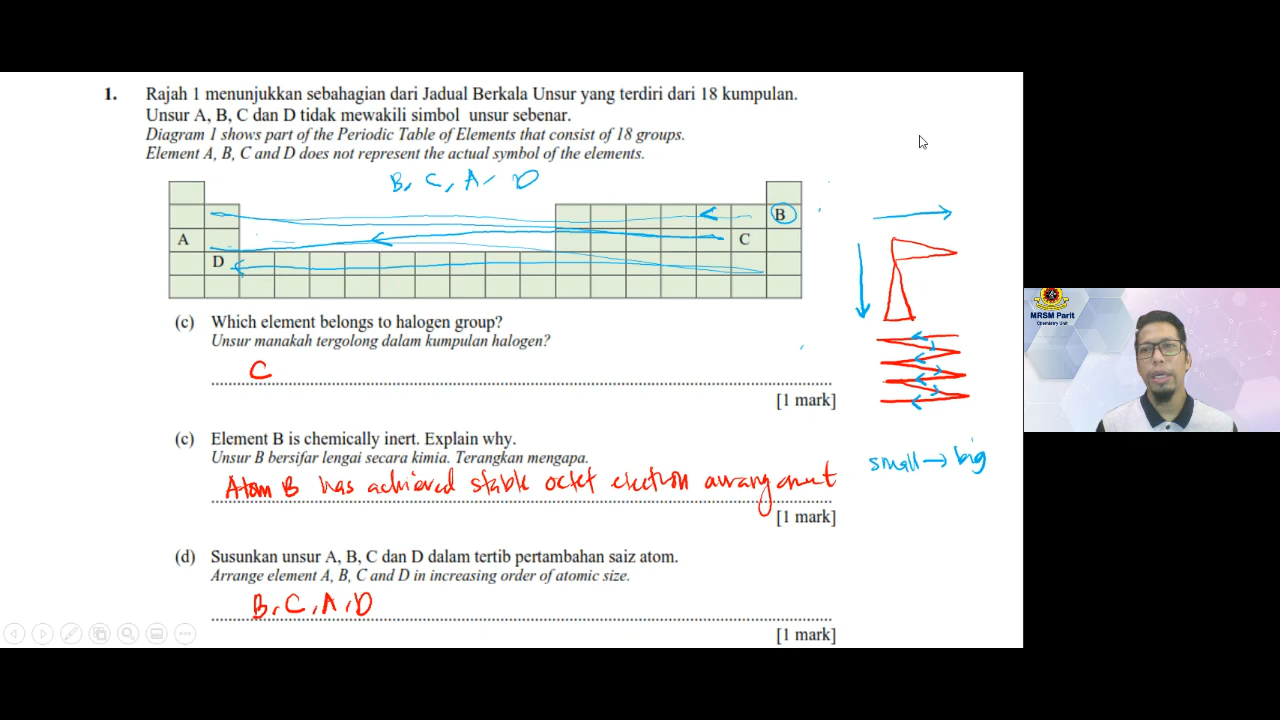 1. Rajah 1 menunjukkan sebahagian dari Jadual Berkala Unsur yang terdiri dari 18 kumpulan.
Unsur A, B, C dan D tidak mewakili simbol unsur sebenar.
Diagram 1 shows part of the Periodic Table of Elements that consist of 18 groups.
Element A, B, C and D does not represent the actual symbol of the elements.
B, C, A, D
B
A
C
D
(c) Which element belongs to halogen group?
Unsur manakah tergolong dalam kumpulan halogen?
C
[1 mark]
(c) Element B is chemically inert. Explain why.
Unsur B bersifar lengai secara kimia. Terangkan mengapa.
Atom B has achieved stable octet electron arrangement
[1 mark]
(d) Susunkan unsur A, B, C dan D dalam tertib pertambahan saiz atom.
Arrange element A, B, C and D in increasing order of atomic size.
B, C, A, D
[1 mark]
small → big
MRSM Parit
Chemistry Unit